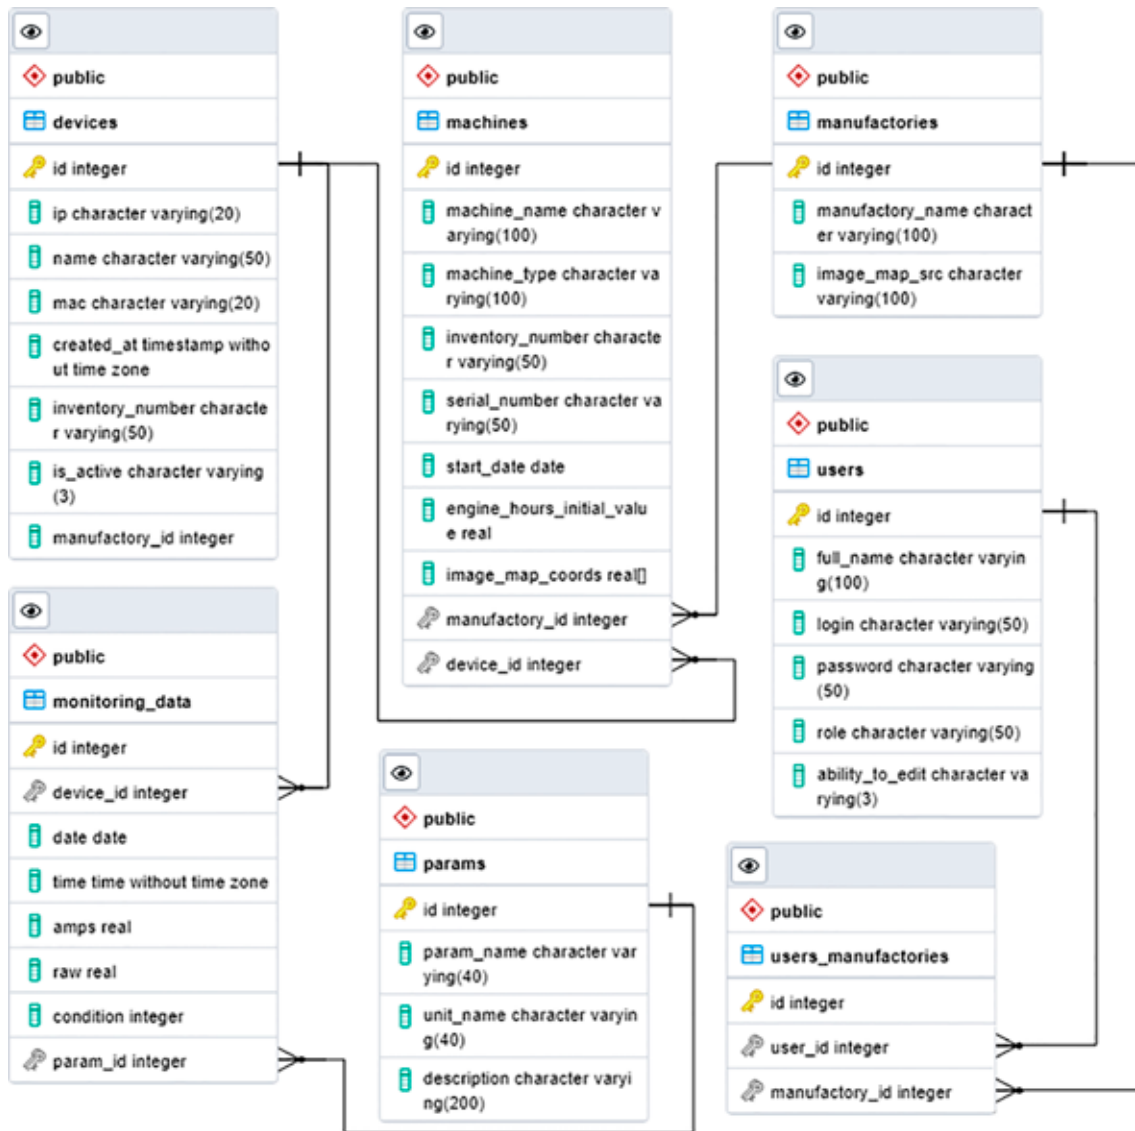 public
devices
id integer
ip character varying(20)
name character varying(50)
mac character varying(20)
created_at timestamp witho
ut time zone
inventory_number characte
r varying(50)
is_active character varying
(3)
manufactory_id integer
public
monitoring_data
id integer
device_id integer
date date
time time without time zone
amps real
raw real
condition integer
param_id integer
public
machines
id integer
machine_name character v
arying(100)
machine_type character va
rying(100)
inventory_number characte
r varying(50)
serial_number character va
rying(50)
start_date date
engine_hours_initial_valu
e real
image_map_coords real[]
manufactory_id integer
device_id integer
public
params
id integer
param_name character var
ying(40)
unit_name character varyin
g(40)
description character varyi
ng(200)
public
manufactories
id integer
manufactory_name charact
er varying(100)
image_map_src character
varying(100)
public
users
id integer
full_name character varyin
g(100)
login character varying(50)
password character varying
(50)
role character varying(50)
ability_to_edit character va
rying(3)
public
users_manufactories
id integer
user_id integer
manufactory_id integer